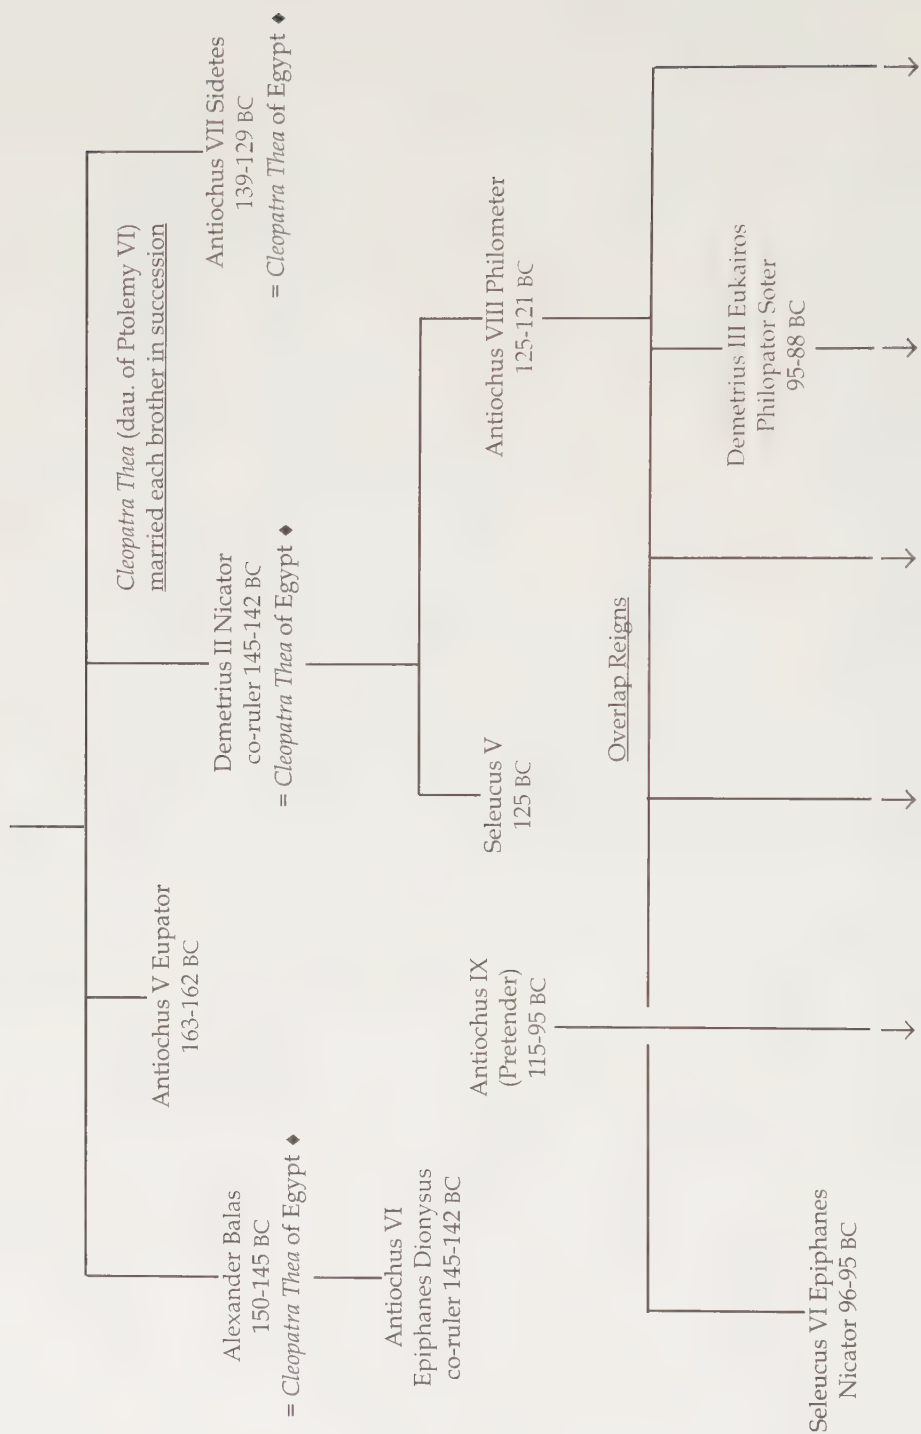 Cleopatra Thea (dau. of Ptolemy VI)
married each brother in succession
Alexander Balas
150-145 BC
= Cleopatra Thea of Egypt ♦
Antiochus V Eupator
163-162 BC
Demetrius II Nicator
co-ruler 145-142 BC
= Cleopatra Thea of Egypt ♦
Antiochus VII Sidetes
139-129 BC
= Cleopatra Thea of Egypt ♦
Antiochus VI
Epiphanes Dionysus
co-ruler 145-142 BC
Antiochus IX
(Pretender)
115-95 BC
Seleucus V
125 BC
Antiochus VIII Philometer
125-121 BC
Overlap Reigns
Seleucus VI Epiphanes
Nicator 96-95 BC
Demetrius III Eukairos
Philopator Soter
95-88 BC